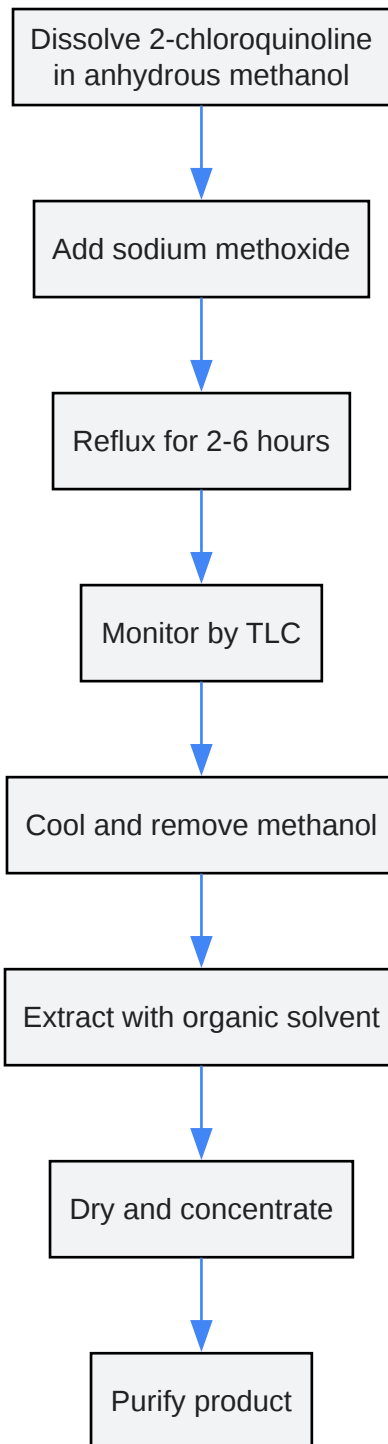 Dissolve 2-chloroquinoline
in anhydrous methanol
Add sodium methoxide
Reflux for 2-6 hours
Monitor by TLC
Cool and remove methanol
Extract with organic solvent
Dry and concentrate
Purify product